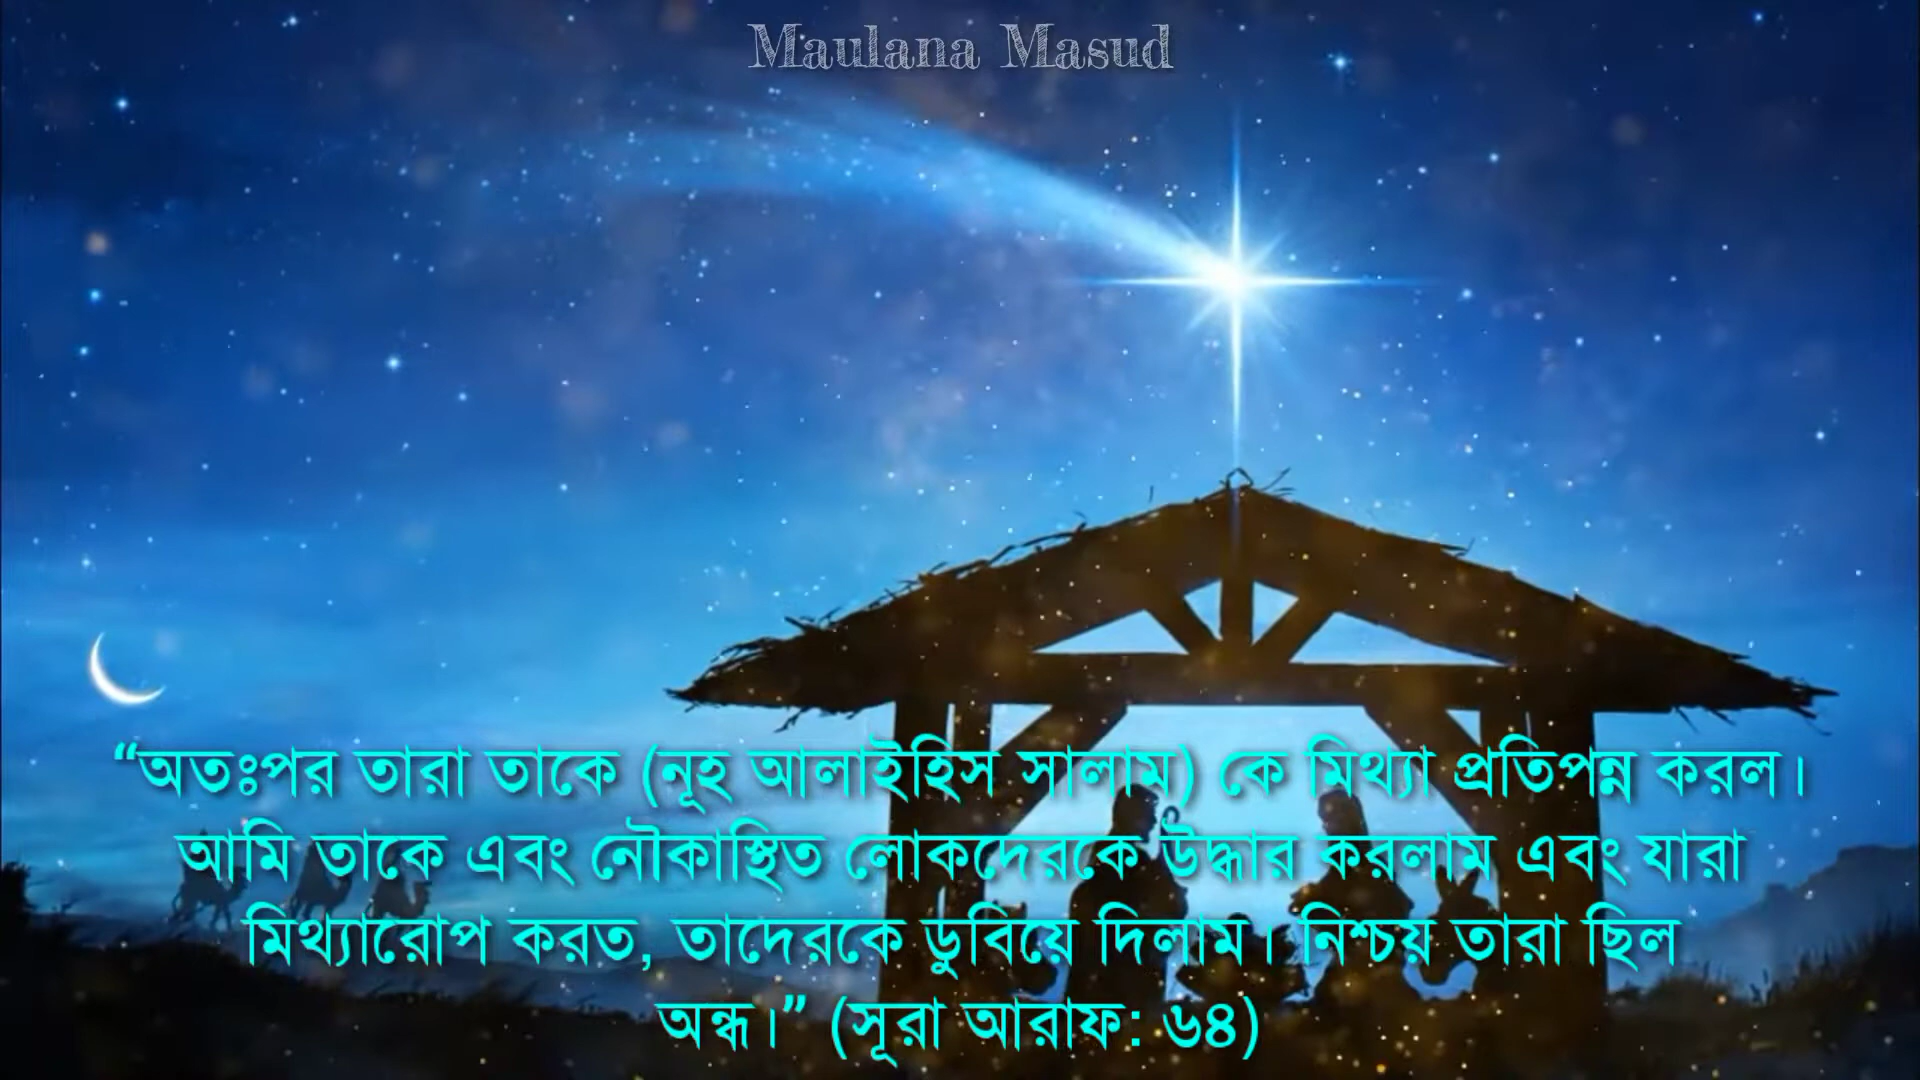 Maulana Masud
“অতঃপর তারা তাকে (নূহ আলাইহিস সালাম) কে মিথ্যা প্রতিপন্ন করল।
আমি তাকে এবং নৌকাস্থিত লোকদেরকে উদ্ধার করলাম এবং যারা
মিথ্যারোপ করত, তাদেরকে ডুবিয়ে দিলাম। নিশ্চয় তারা ছিল
অন্ধ।” (সূরা আরাফ: ৬৪)